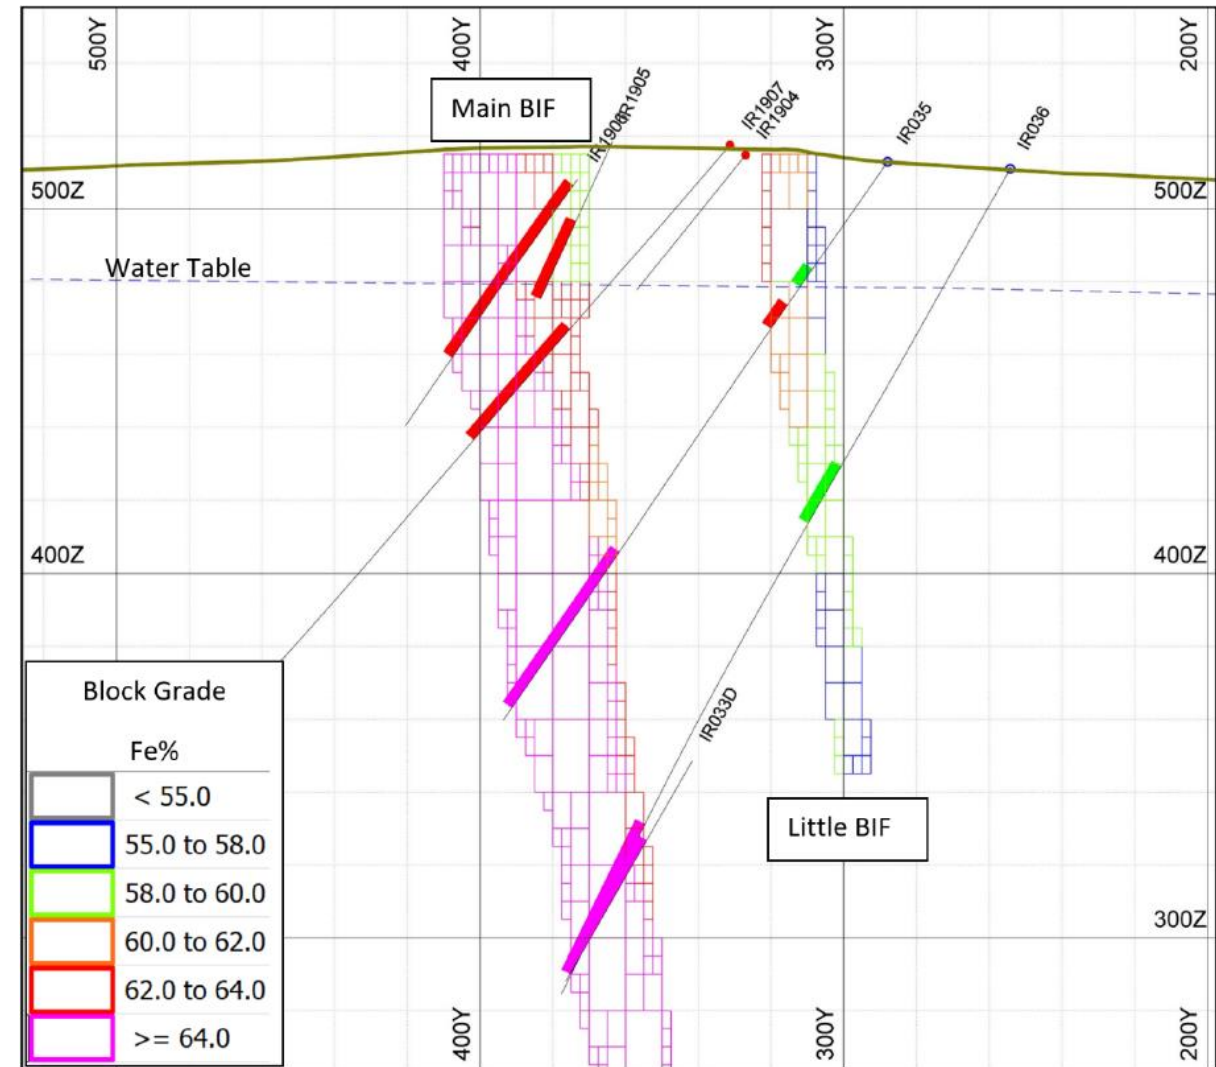 500Y
400Y
300Y
200Y
Main BIF
IR1905
IR1907
IR1904
IR035
IR036
500Z
500Z
Water Table
400Z
400Z
IR033D
Block Grade
Fe%
< 55.0
55.0 to 58.0
58.0 to 60.0
60.0 to 62.0
62.0 to 64.0
>= 64.0
Little BIF
300Z
400Y
300Y
200Y